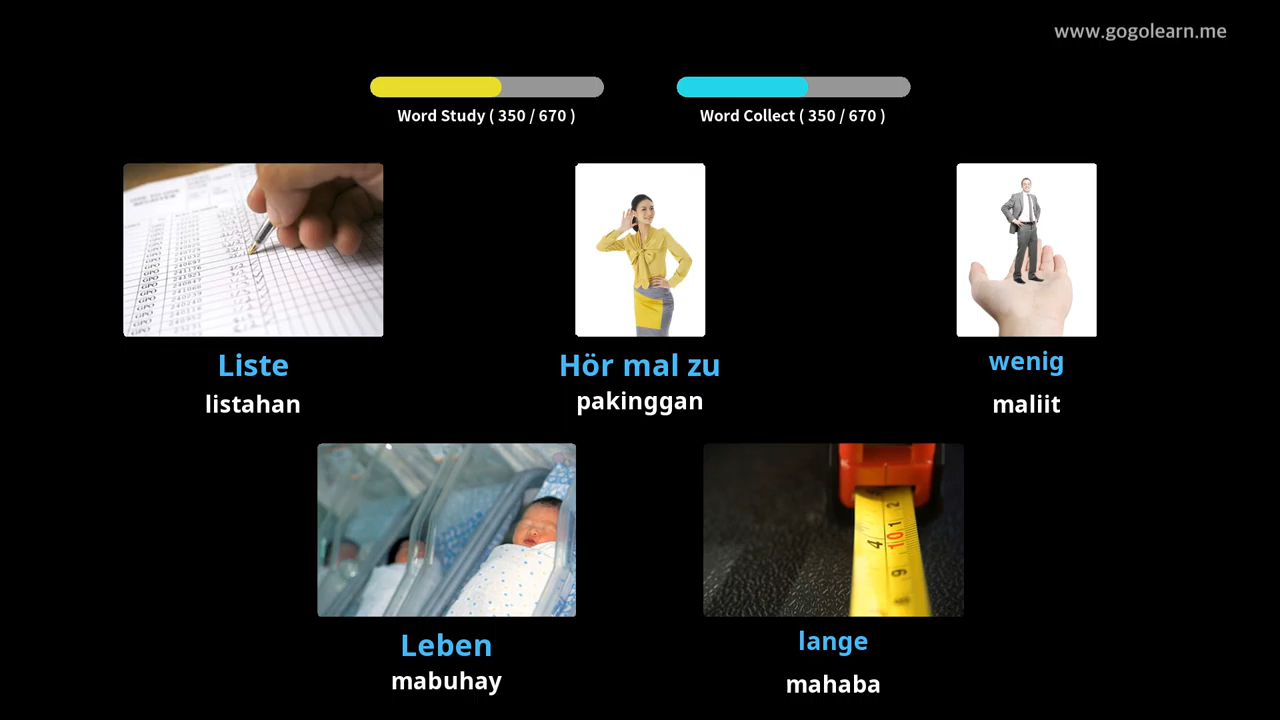 www.gogolearn.me
Word Study ( 350 / 670 )
Word Collect ( 350 / 670 )
Liste
listahan
Hör mal zu
pakinggan
wenig
maliit
Leben
mabuhay
lange
mahaba